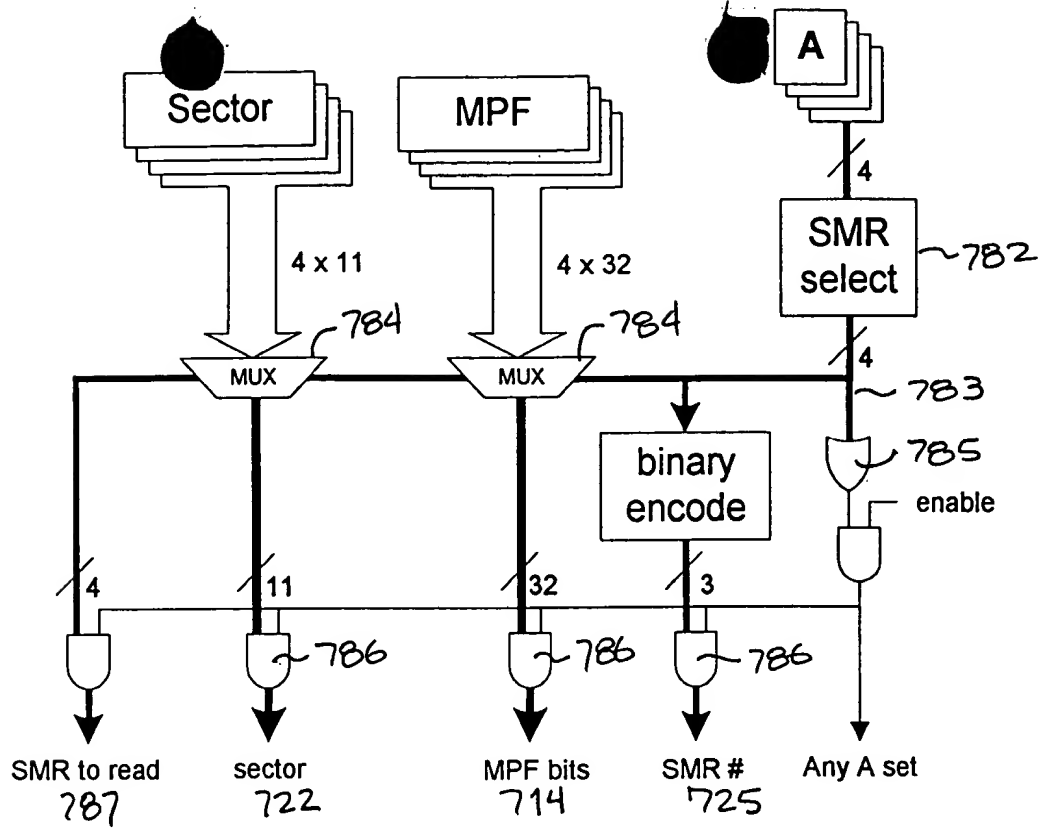 Sector
MPF
A
4
SMR
select
782
4 x 11
4 x 32
784
784
4
MUX
MUX
783
785
binary
encode
enable
4
11
32
3
786
786
786
SMR to read
sector
MPF bits
SMR #
Any A set
787
722
714
725